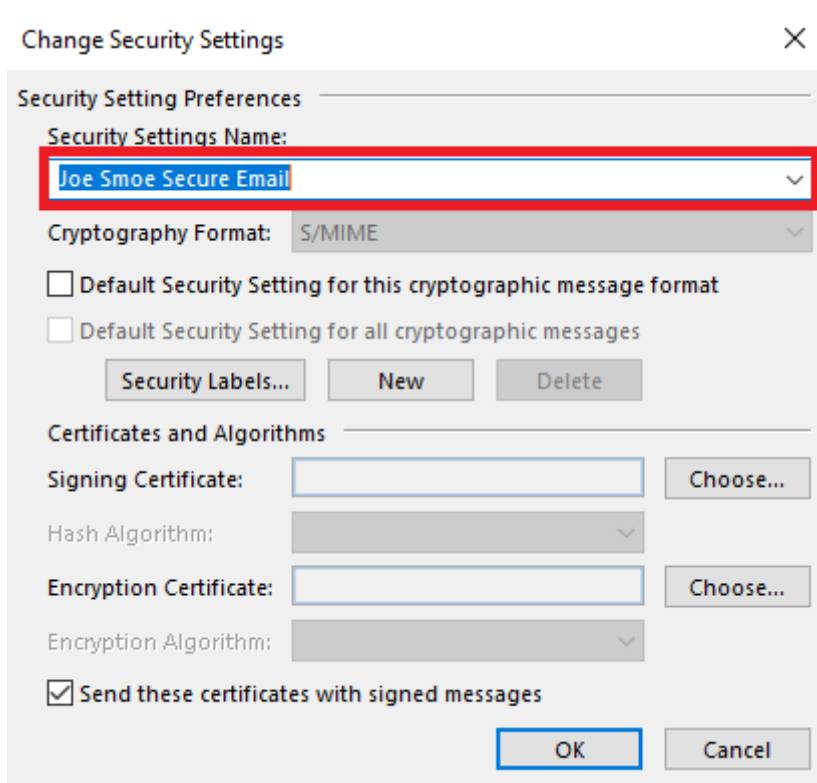 Change Security Settings
Security Setting Preferences
Security Settings Name:
Joe Smoe Secure Email
Cryptography Format: S/MIME
Default Security Setting for this cryptographic message format
Default Security Setting for all cryptographic messages
Security Labels... New Delete
Certificates and Algorithms
Signing Certificate: Choose...
Hash Algorithm:
Encryption Certificate: Choose...
Encryption Algorithm:
Send these certificates with signed messages
OK Cancel